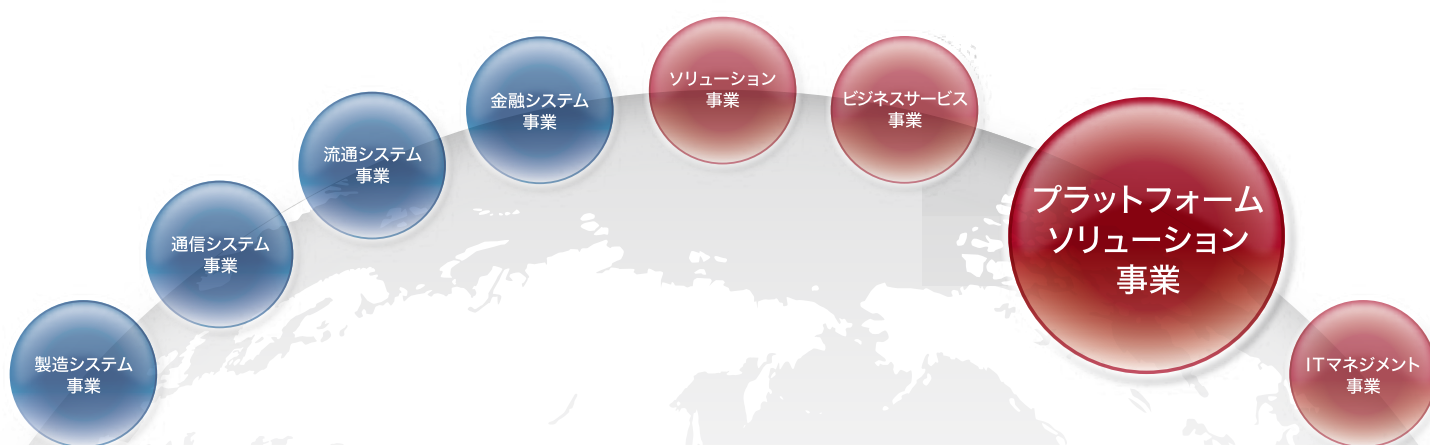 製造システム
事業
通信システム
事業
流通システム
事業
金融システム
事業
ソリューション
事業
ビジネスサービス
事業
プラットフォーム
ソリューション
事業
ITマネジメント
事業